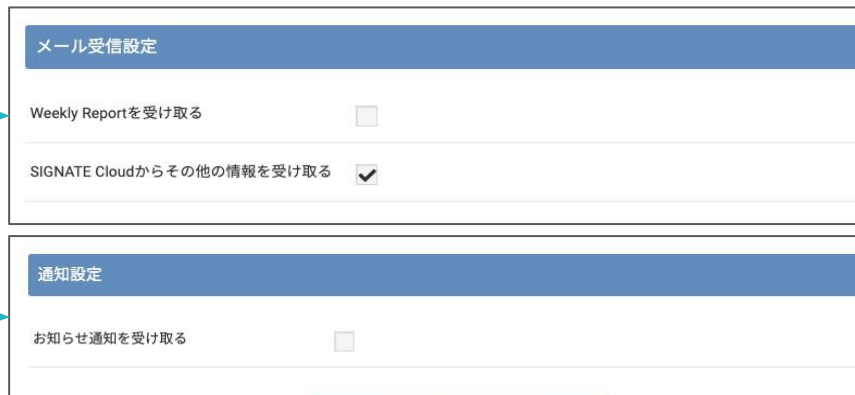 メール受信設定
Weekly Reportを受け取る
SIGNATE Cloudからその他の情報を受け取る
通知設定
お知らせ通知を受け取る